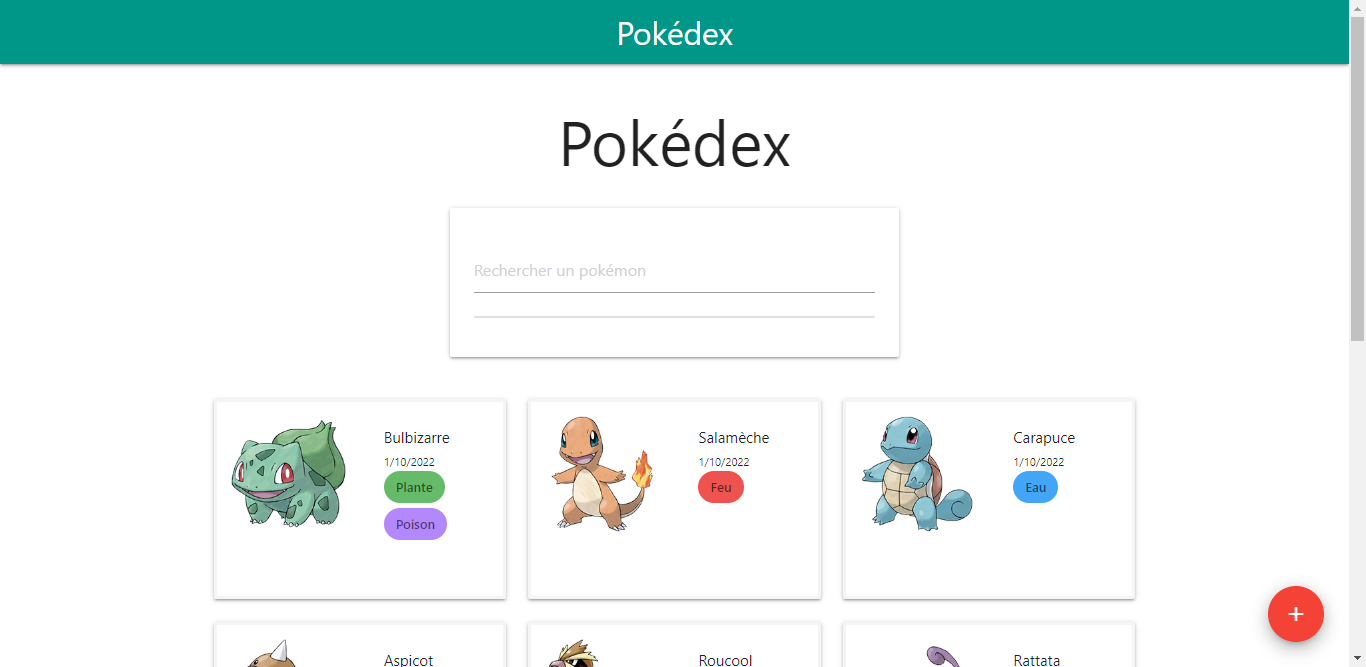 Pokédex
Pokédex
Rechercher un pokémon
Bulbizarre
1/10/2022
Plante
Poison
Salamèche
1/10/2022
Feu
Carapuce
1/10/2022
Eau
+
Aspicot
Roucool
Rattata